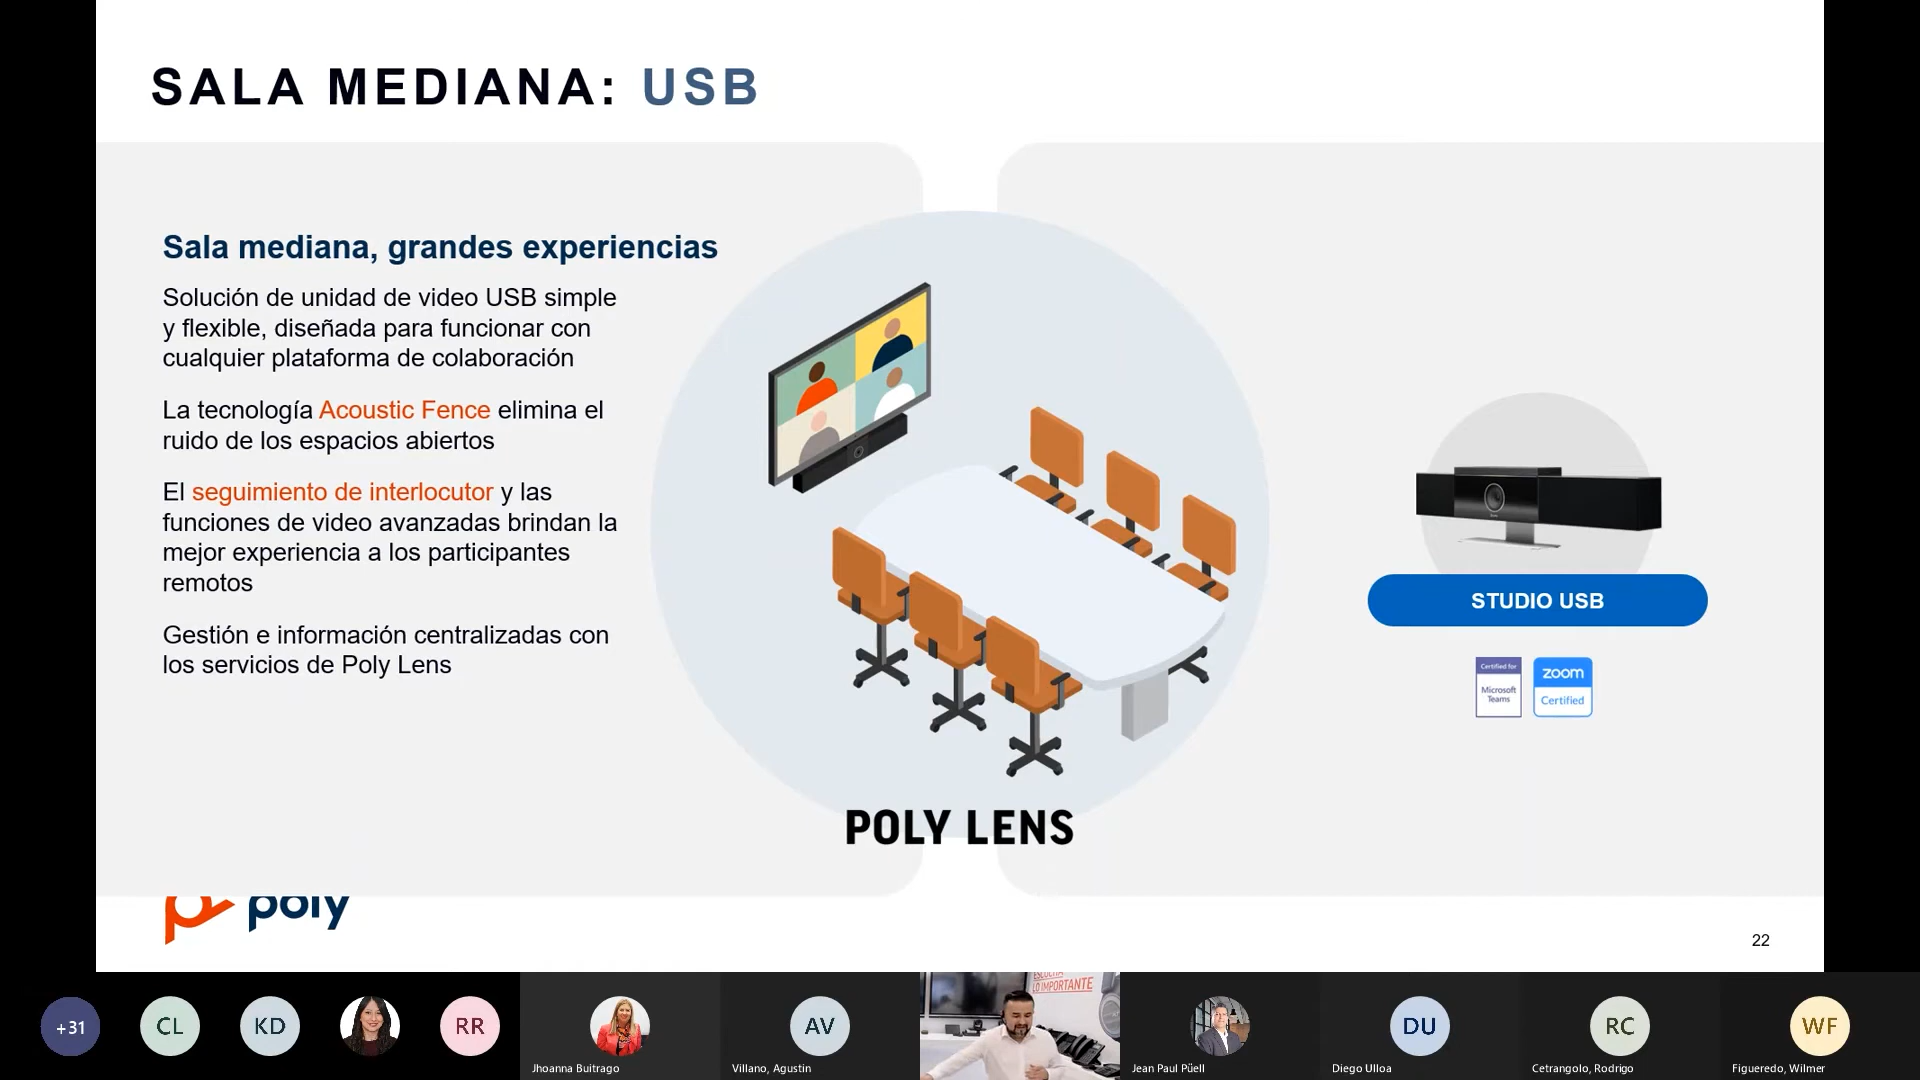 SALA MEDIANA: USB
Sala mediana, grandes experiencias
Solución de unidad de video USB simple
y flexible, diseñada para funcionar con
cualquier plataforma de colaboración
La tecnología Acoustic Fence elimina el
ruido de los espacios abiertos
El seguimiento de interlocutor y las
funciones de video avanzadas brindan la
mejor experiencia a los participantes
remotos
Gestión e información centralizadas con
los servicios de Poly Lens
STUDIO USB
Certified for
Microsoft
Teams
zoom
Certified
POLY LENS
poly
22
+31
CL
KD
RR
Jhoanna Buitrago
AV
Villano, Agustin
ESCUCHA
LO IMPORTANTE
Jean Paul Püell
DU
Diego Ulloa
RC
Cetrangolo, Rodrigo
WF
Figueredo, Wilmer